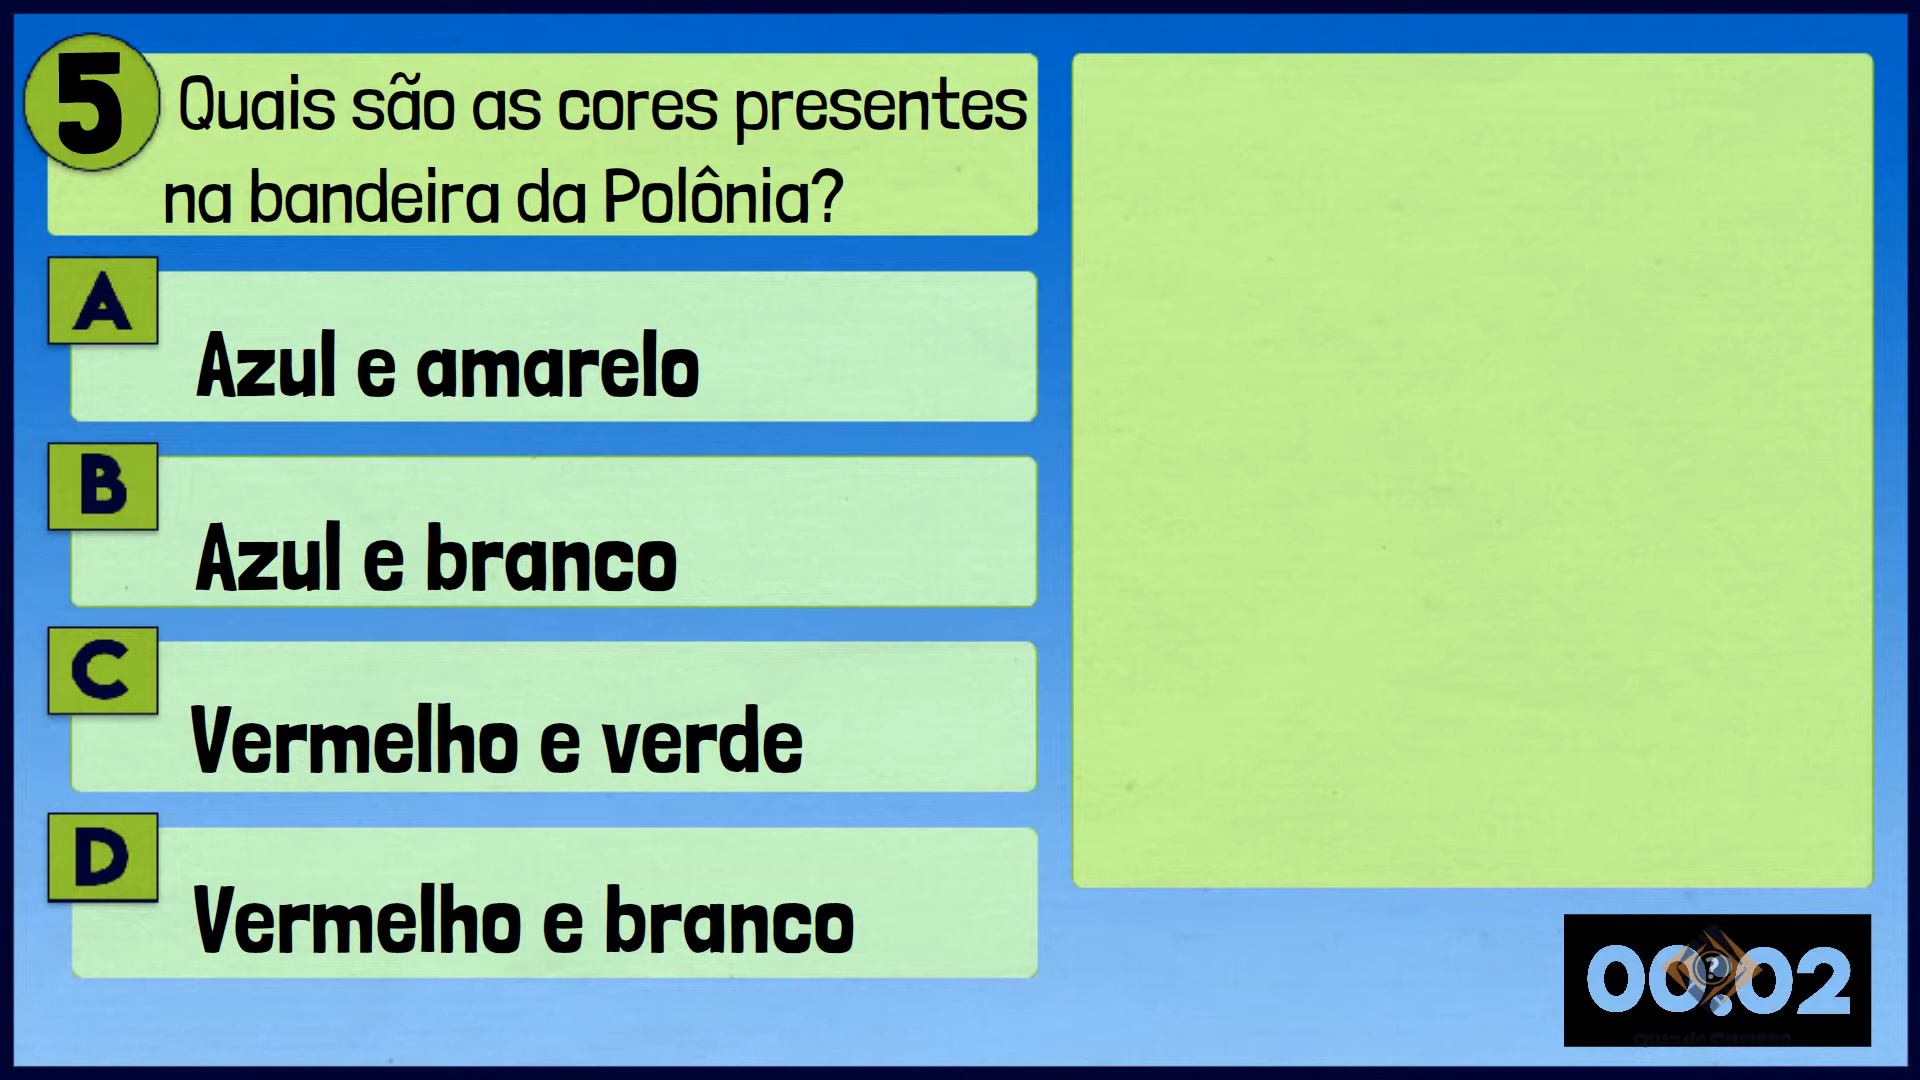 5
Quais são as cores presentes
na bandeira da Polônia?
A
Azul e amarelo
B
Azul e branco
C
Vermelho e verde
D
Vermelho e branco
00:02